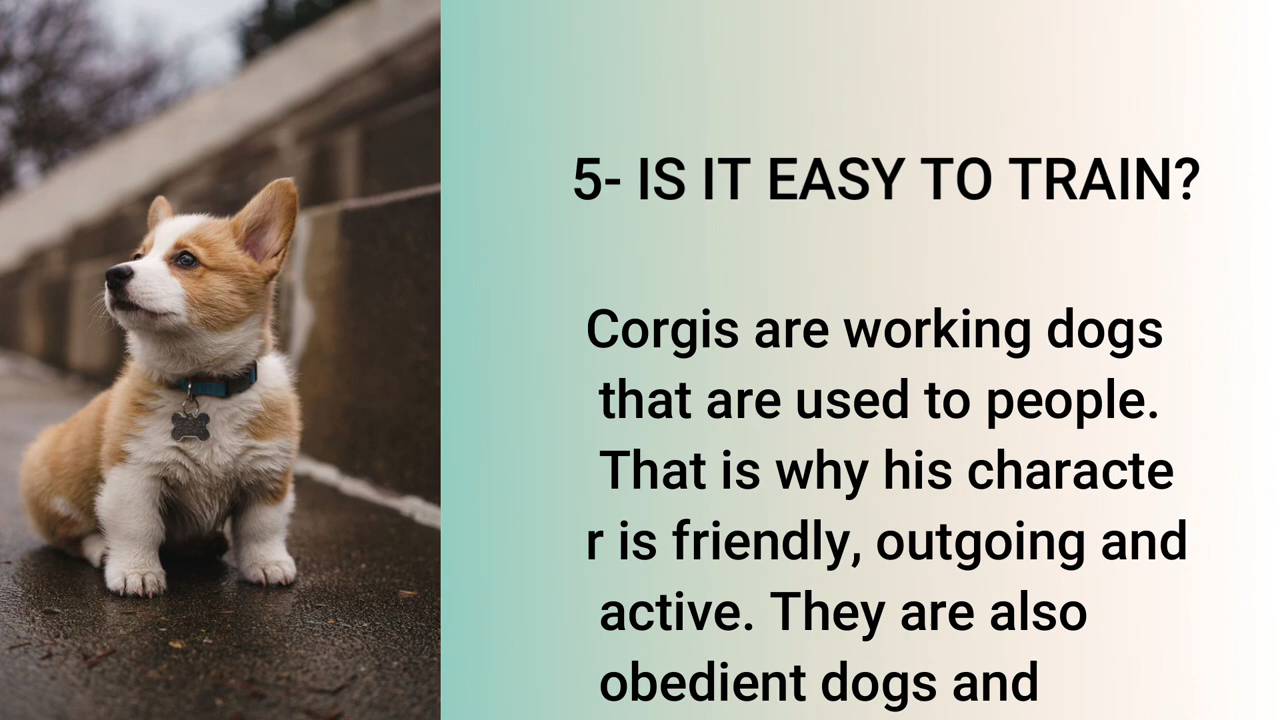 5- IS IT EASY TO TRAIN?
Corgis are working dogs
that are used to people.
That is why his characte
r is friendly, outgoing and
active. They are also
obedient dogs and